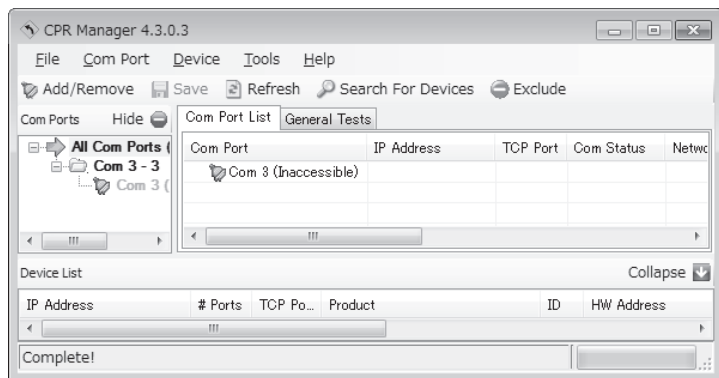 CPR Manager 4.3.0.3
File Com Port Device Tools Help
Add/Remove Save Refresh Search For Devices Exclude
Com Ports Hide
Com Port List General Tests
All Com Ports (
Com 3 - 3
Com 3 (
Com Port IP Address TCP Port Com Status Netwc
Com 3 (Inaccessible)
Device List Collapse
IP Address # Ports TCP Po... Product ID HW Address
Complete!